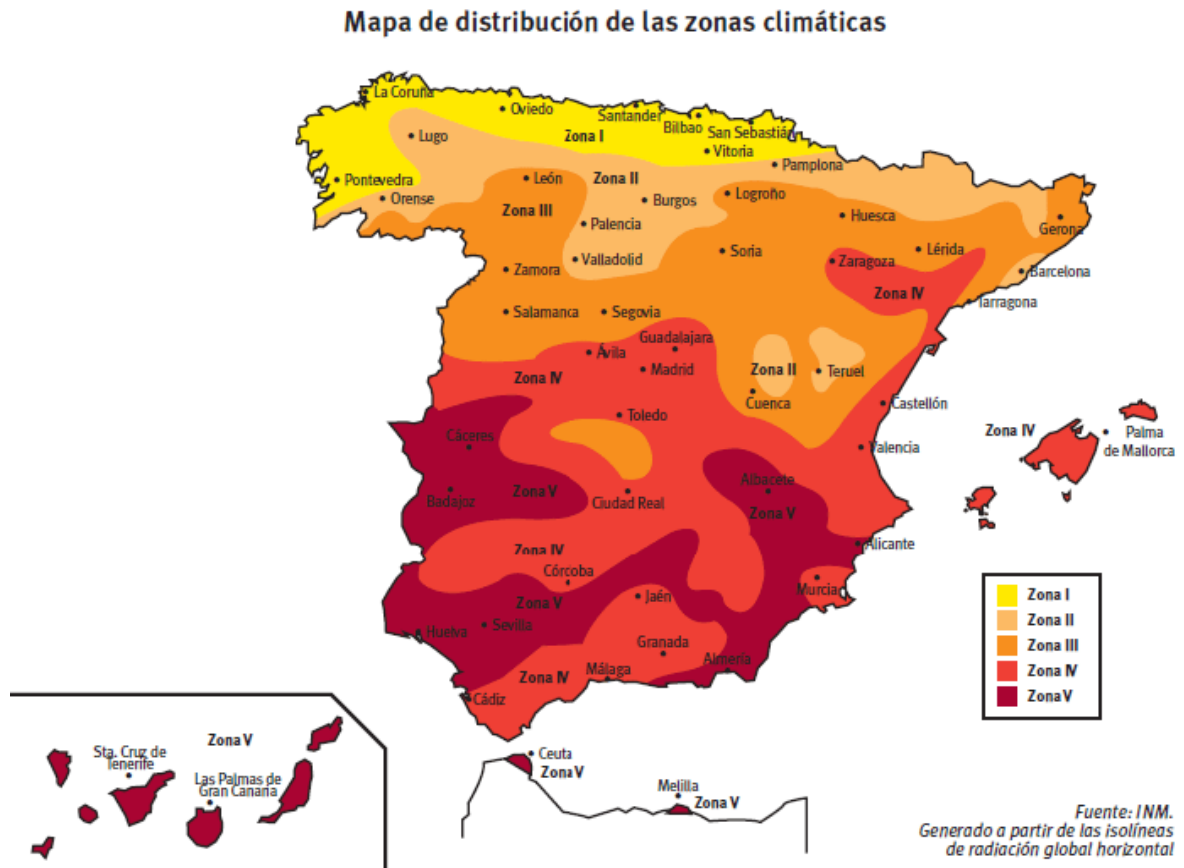 Mapa de distribución de las zonas climáticas
La Coruña
Oviedo
Santander
Bilbao
San Sebastián
Lugo
Zona I
Vitoria
Pamplona
Pontevedra
León
Zona II
Orense
Burgos
Logroño
Zona III
Palencia
Huesca
Gerona
Valladolid
Soria
Lérida
Zamora
Zaragoza
Barcelona
Zona IV
Tarragona
Salamanca
Segovia
Guadalajara
Ávila
Madrid
Zona II
Teruel
Zona IV
Cuenca
Castellón
Toledo
Zona IV
Palma
de Mallorca
Cáceres
Valencia
Albacete
Badajoz
Zona V
Ciudad Real
Zona V
Alicante
Zona IV
Córcoba
Murcia
Jaén
Zona V
Huelva
Sevilla
Granada
Almería
Málaga
Zona IV
Cádiz
Zona I
Zona II
Zona III
Zona IV
Zona V
Zona V
Sta. Cruz de
Tenerife
Las Palmas de
Gran Canaria
Ceuta
Zona V
Melilla
Zona V
Fuente: INM.
Generado a partir de las isolíneas
de radiación global horizontal